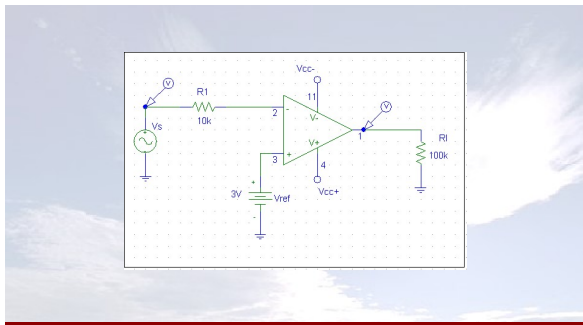 Vcc-
V
R1
11
V
2
-
V-
10k
Vs
1
Rl
V+
100k
3
+
4
+
3V
Vref
Vcc+
-